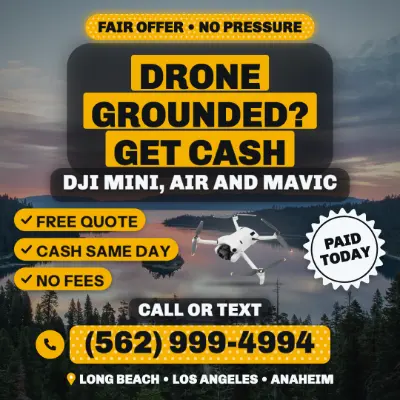 FAIR OFFER • NO PRESSURE
DRONE
GROUNDED?
GET CASH
DJI MINI, AIR AND MAVIC
FREE QUOTE
CASH SAME DAY
NO FEES
PAID
TODAY
CALL OR TEXT
(562) 999-4994
LONG BEACH • LOS ANGELES • ANAHEIM